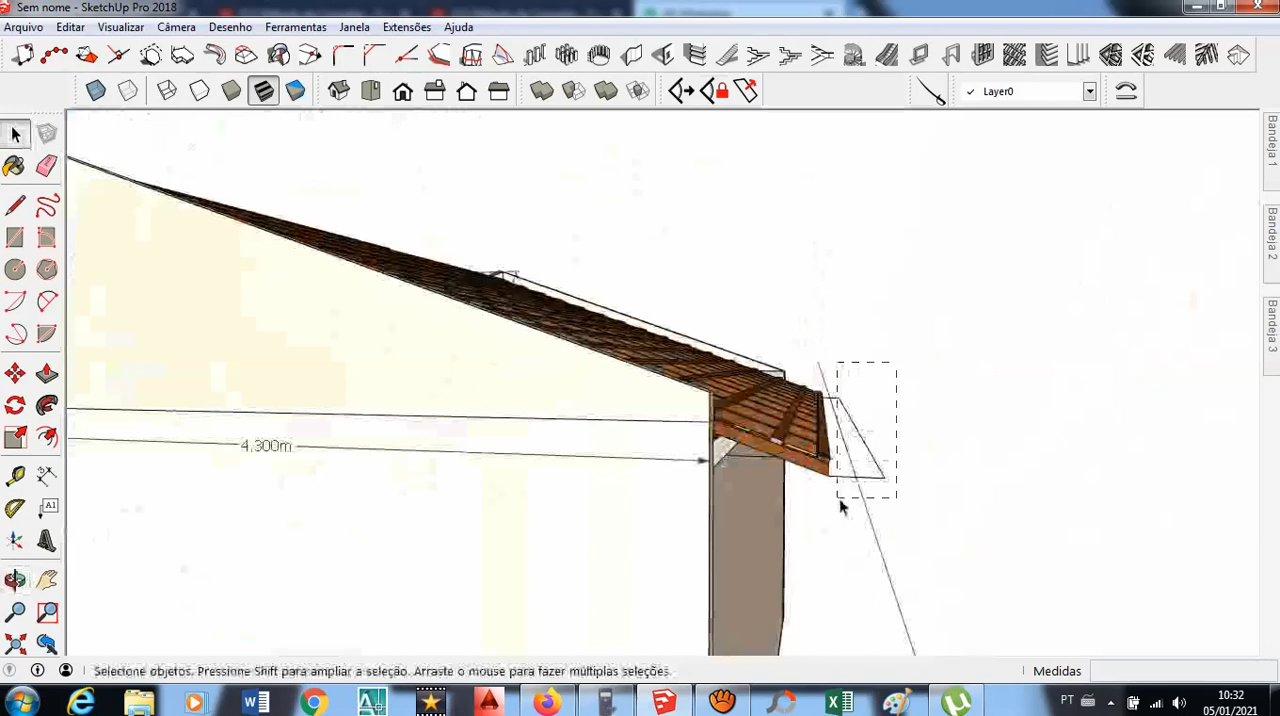 Sem nome - SketchUp Pro 2018
Arquivo Editar Visualizar Câmera Desenho Ferramentas Janela Extensões Ajuda
Layer0
Bandeja 1
Bandeja 2
Bandeja 3
4,300m
A1
Selecione objetos. Pressione Shift para ampliar a seleção. Arraste o mouse para fazer múltiplas seleções.
Medidas
PT
10:32
05/01/2021